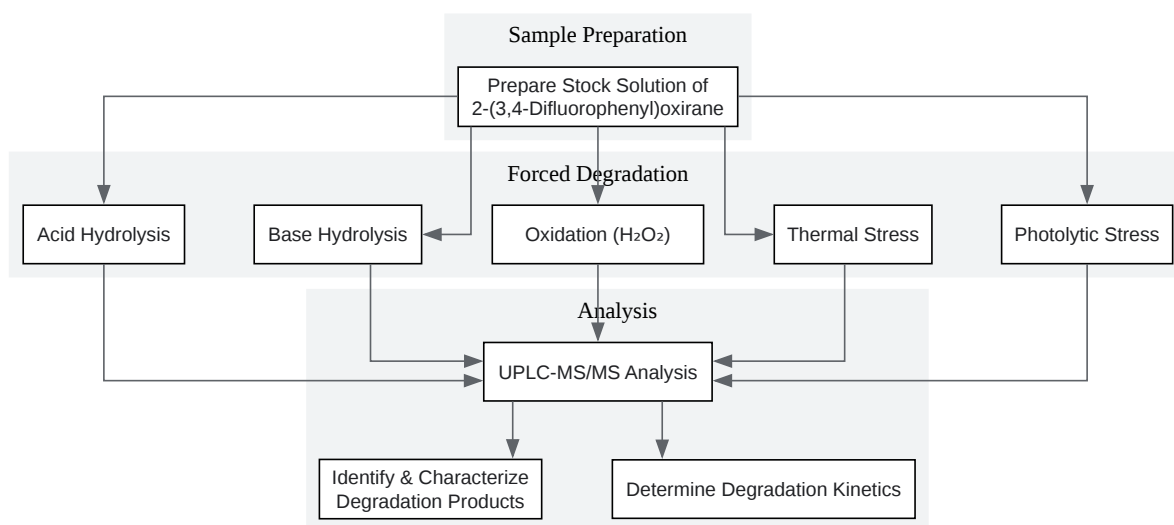 Sample Preparation
Prepare Stock Solution of
2-(3,4-Difluorophenyl)oxirane
Forced Degradation
Acid Hydrolysis
Base Hydrolysis
Oxidation (H₂O₂)
Thermal Stress
Photolytic Stress
Analysis
UPLC-MS/MS Analysis
Identify & Characterize
Degradation Products
Determine Degradation Kinetics